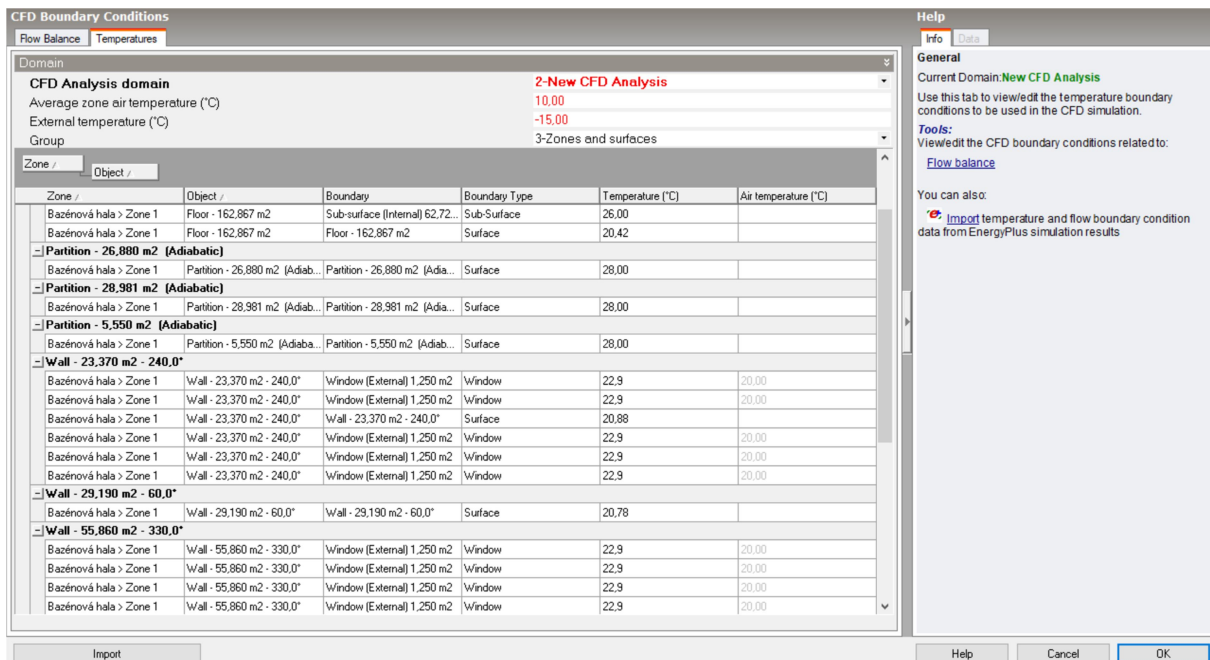 CFD Boundary Conditions
Flow Balance Temperatures
Domain
CFD Analysis domain 2-New CFD Analysis
Average zone air temperature (°C) 10,00
External temperature (°C) -15,00
Group 3-Zones and surfaces
Zone /
Object /
Zone / Object / Boundary Boundary Type Temperature (°C) Air temperature (°C)
Bazénová hala > Zone 1 Floor - 162,867 m2 Sub-surface (Internal) 62,72... Sub-Surface 26,00
Bazénová hala > Zone 1 Floor - 162,867 m2 Floor - 162,867 m2 Surface 20,42
Partition - 26,880 m2 (Adiabatic)
Bazénová hala > Zone 1 Partition - 26,880 m2 (Adiab... Partition - 26,880 m2 (Adia... Surface 28,00
Partition - 28,981 m2 (Adiabatic)
Bazénová hala > Zone 1 Partition - 28,981 m2 (Adiab... Partition - 28,981 m2 (Adia... Surface 28,00
Partition - 5,550 m2 (Adiabatic)
Bazénová hala > Zone 1 Partition - 5,550 m2 (Adiaba... Partition - 5,550 m2 (Adiab... Surface 28,00
Wall - 23,370 m2 - 240,0°
Bazénová hala > Zone 1 Wall - 23,370 m2 - 240,0° Window (External) 1,250 m2 Window 22,9 20,00
Bazénová hala > Zone 1 Wall - 23,370 m2 - 240,0° Window (External) 1,250 m2 Window 22,9 20,00
Bazénová hala > Zone 1 Wall - 23,370 m2 - 240,0° Wall - 23,370 m2 - 240,0° Surface 20,88
Bazénová hala > Zone 1 Wall - 23,370 m2 - 240,0° Window (External) 1,250 m2 Window 22,9 20,00
Bazénová hala > Zone 1 Wall - 23,370 m2 - 240,0° Window (External) 1,250 m2 Window 22,9 20,00
Bazénová hala > Zone 1 Wall - 23,370 m2 - 240,0° Window (External) 1,250 m2 Window 22,9 20,00
Wall - 29,190 m2 - 60,0°
Bazénová hala > Zone 1 Wall - 29,190 m2 - 60,0° Wall - 29,190 m2 - 60,0° Surface 20,78
Wall - 55,860 m2 - 330,0°
Bazénová hala > Zone 1 Wall - 55,860 m2 - 330,0° Window (External) 1,250 m2 Window 22,9 20,00
Bazénová hala > Zone 1 Wall - 55,860 m2 - 330,0° Window (External) 1,250 m2 Window 22,9 20,00
Bazénová hala > Zone 1 Wall - 55,860 m2 - 330,0° Window (External) 1,250 m2 Window 22,9 20,00
Bazénová hala > Zone 1 Wall - 55,860 m2 - 330,0° Window (External) 1,250 m2 Window 22,9 20,00
Import
Help
Info Data
General
Current Domain:New CFD Analysis
Use this tab to view/edit the temperature boundary
conditions to be used in the CFD simulation.
Tools:
View/edit the CFD boundary conditions related to:
Flow balance
You can also:
Import temperature and flow boundary condition
data from EnergyPlus simulation results
Help Cancel OK